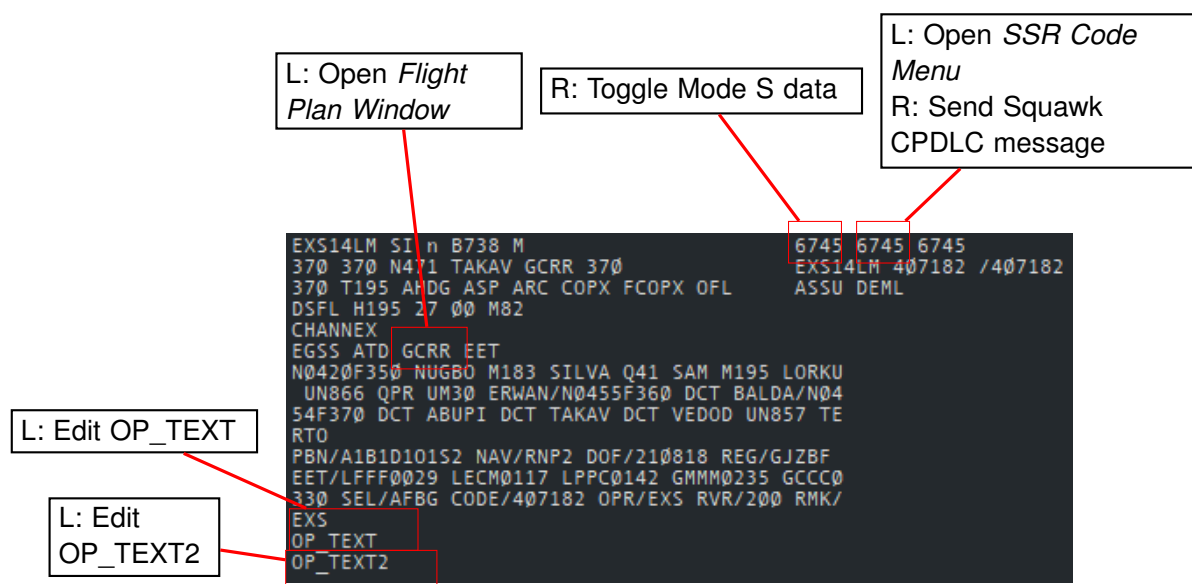 L: Open Flight
Plan Window
R: Toggle Mode S data
L: Open SSR Code
Menu
R: Send Squawk
CPDLC message
EXS14LM SI n B738 M 6745 6745 6745
370 370 N471 TAKAV GCRR 370 EXS14LM 407182 /407182
370 T195 AHDG ASP ARC COPX FCOPX OFL ASSU DEML
DSFL H195 27 00 M82
CHANNEX
EGSS ATD GCRR EET
N0420F350 NUGBO M183 SILVA Q41 SAM M195 LORKU
UN866 QPR UM30 ERWAN/N0455F360 DCT BALDA/N04
54F370 DCT ABUPI DCT TAKAV DCT VEDOD UN857 TE
RTO
PBN/A1B1D1O1S2 NAV/RNP2 DOF/210818 REG/GJZBF
EET/LFFF0029 LECM0117 LPPC0142 GMMM0235 GCCC0
330 SEL/AFBG CODE/407182 OPR/EXS RVR/200 RMK/
EXS
OP_TEXT
OP_TEXT2
L: Edit OP_TEXT
L: Edit
OP_TEXT2